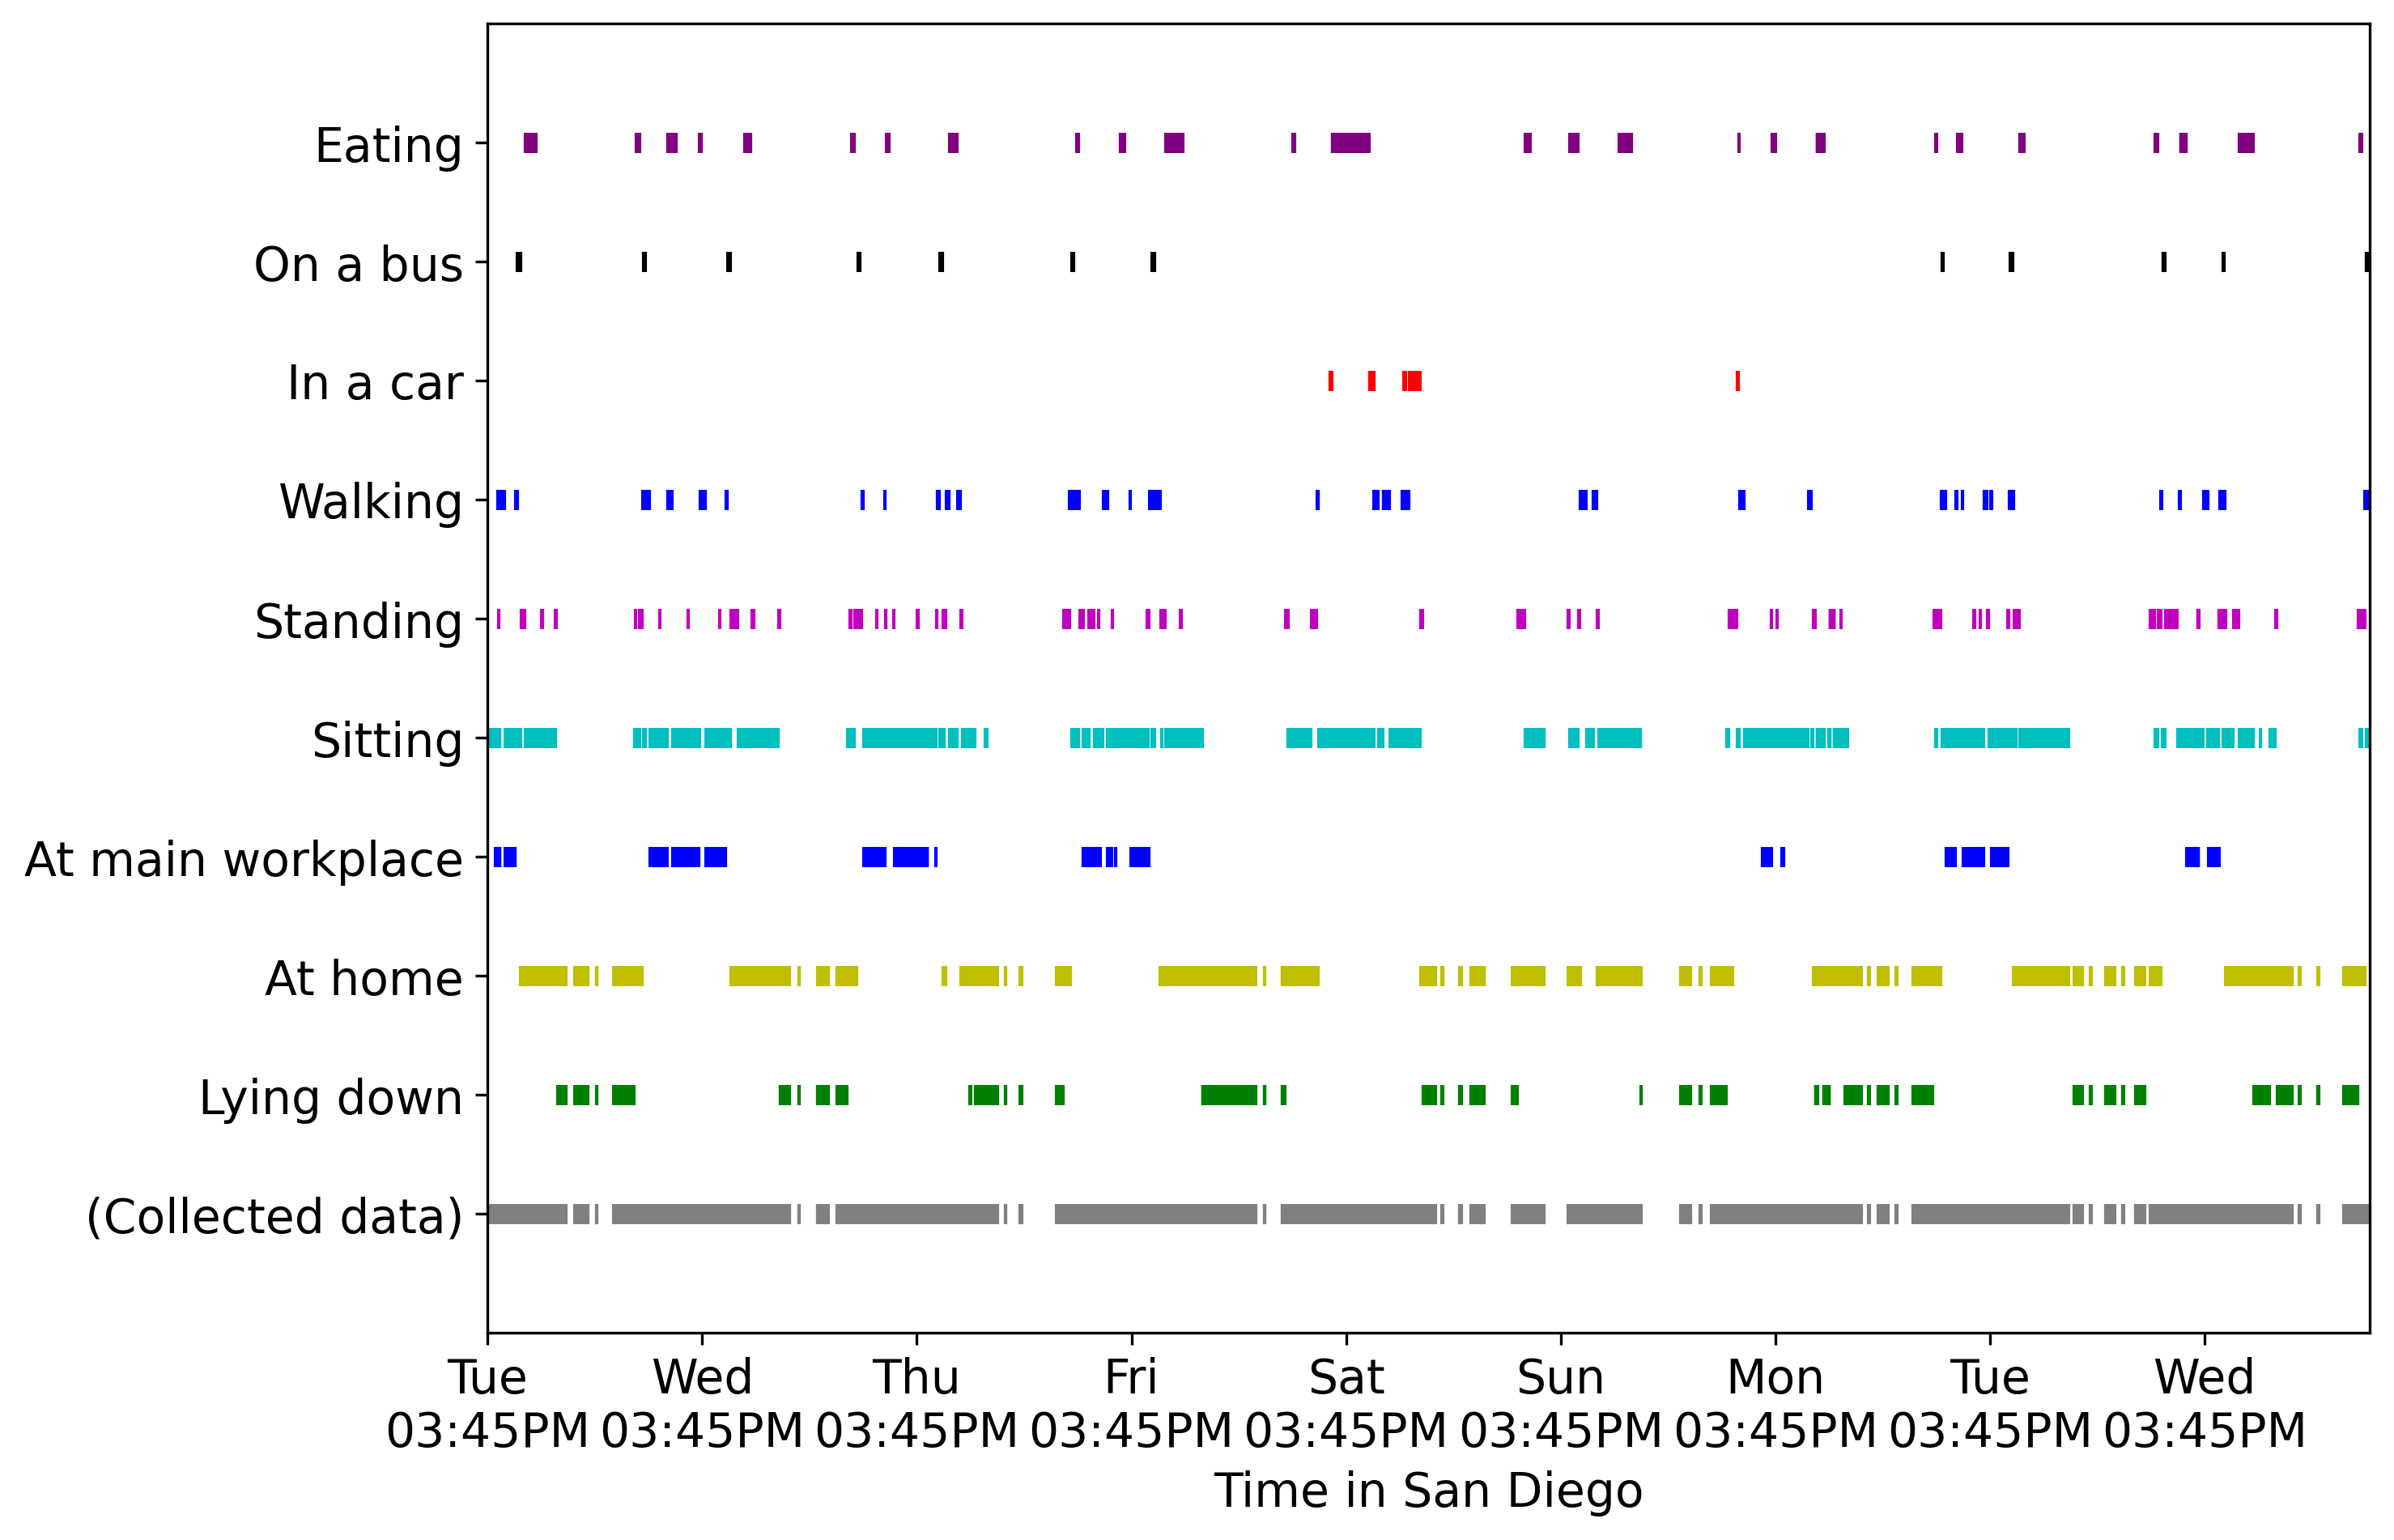 Eating
On a bus
In a car
Walking
Standing
Sitting
At main workplace
At home
Lying down
(Collected data)
Tue Wed Thu Fri Sat Sun Mon Tue Wed
03:45PM 03:45PM 03:45PM 03:45PM 03:45PM 03:45PM 03:45PM 03:45PM 03:45PM
Time in San Diego